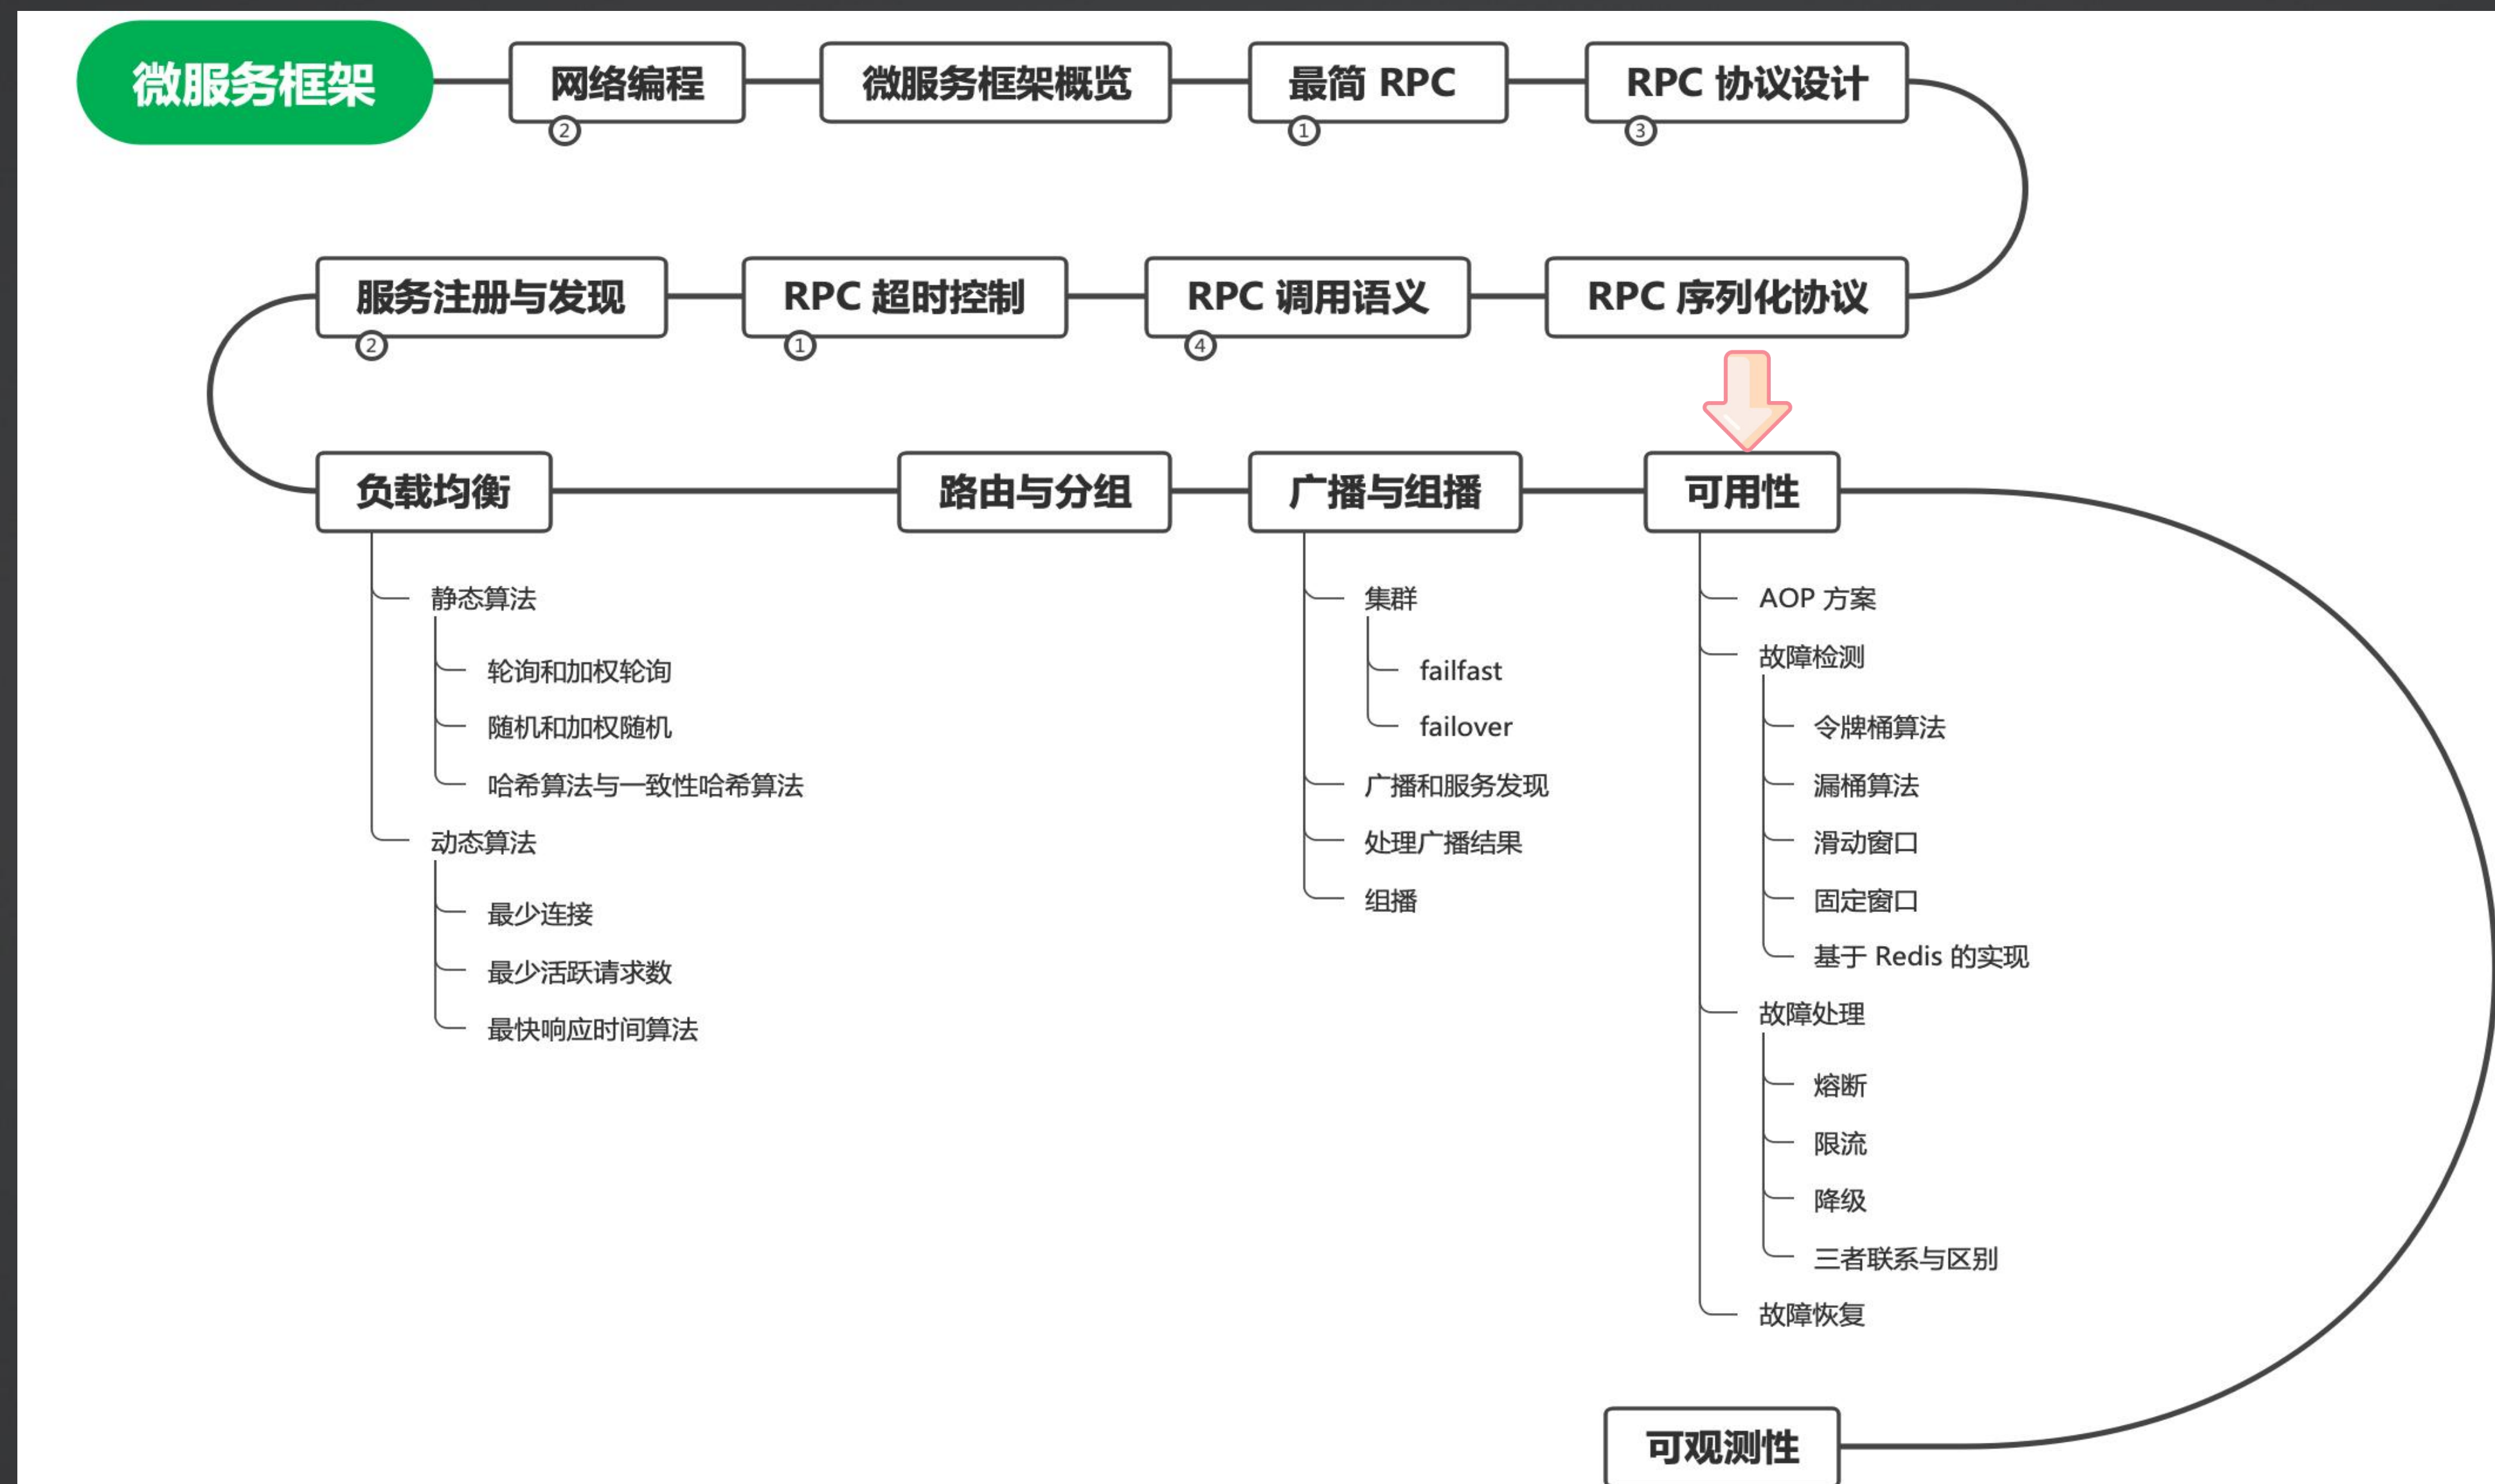 微服务框架
网络编程
2
微服务框架概览
最简 RPC
1
RPC 协议设计
3
服务注册与发现
2
RPC 超时控制
1
RPC 调用语义
4
RPC 序列化协议
负载均衡
静态算法
轮询和加权轮询
随机和加权随机
哈希算法与一致性哈希算法
动态算法
最少连接
最少活跃请求数
最快响应时间算法
路由与分组
广播与组播
集群
failfast
failover
广播和服务发现
处理广播结果
组播
可用性
AOP 方案
故障检测
令牌桶算法
漏桶算法
滑动窗口
固定窗口
基于 Redis 的实现
故障处理
熔断
限流
降级
三者联系与区别
故障恢复
可观测性